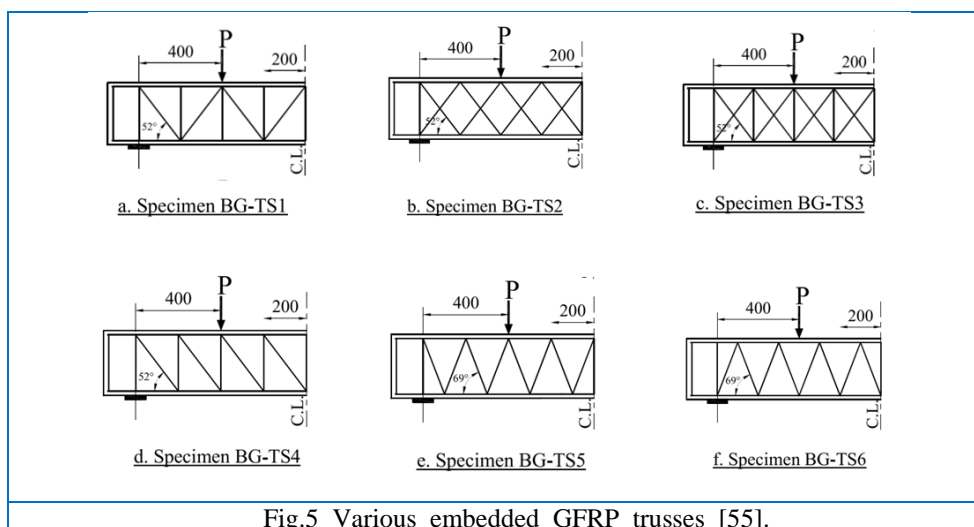 P
400
200
52°
C.L.
a. Specimen BG-TS1
P
400
200
52°
C.L.
b. Specimen BG-TS2
P
400
200
52°
C.L.
c. Specimen BG-TS3
P
400
200
52°
C.L.
d. Specimen BG-TS4
P
400
200
69°
C.L.
e. Specimen BG-TS5
P
400
200
69°
C.L.
f. Specimen BG-TS6
Fig.5 Various embedded GFRP trusses [55].